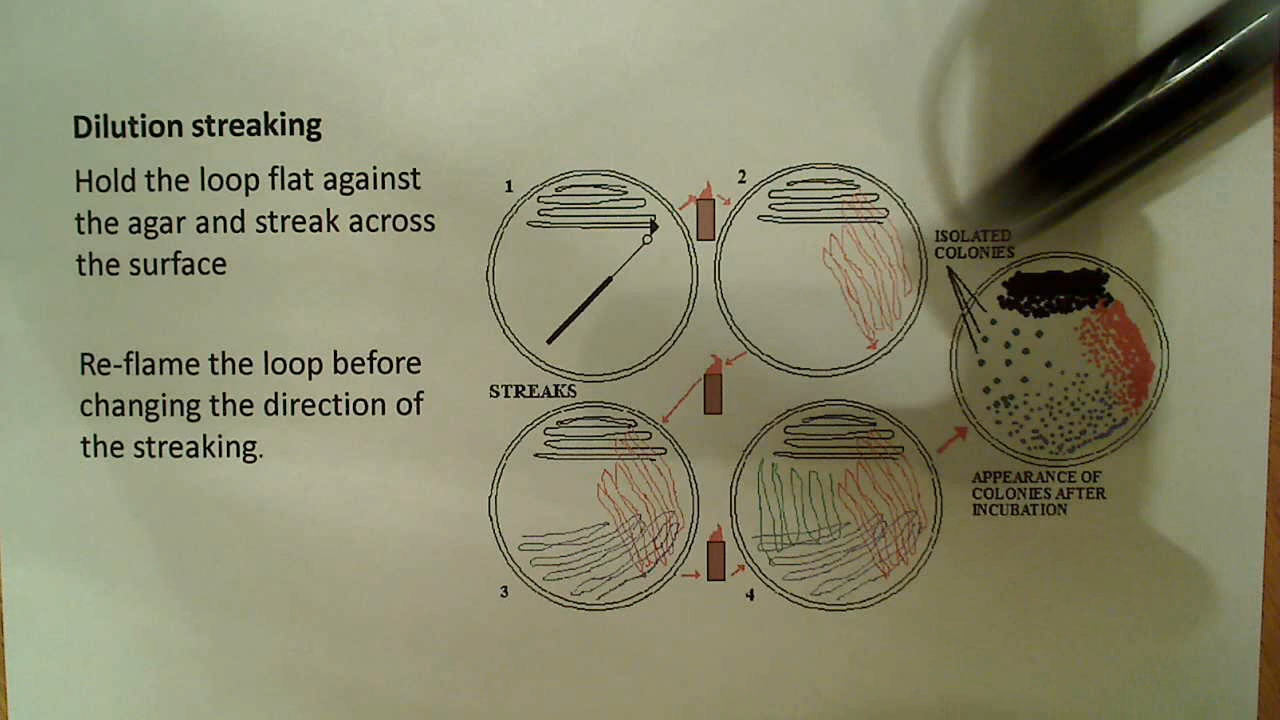 Dilution streaking
Hold the loop flat against
the agar and streak across
the surface
Re-flame the loop before
changing the direction of
the streaking.
1
2
STREAKS
3
4
ISOLATED
COLONIES
APPEARANCE OF
COLONIES AFTER
INCUBATION